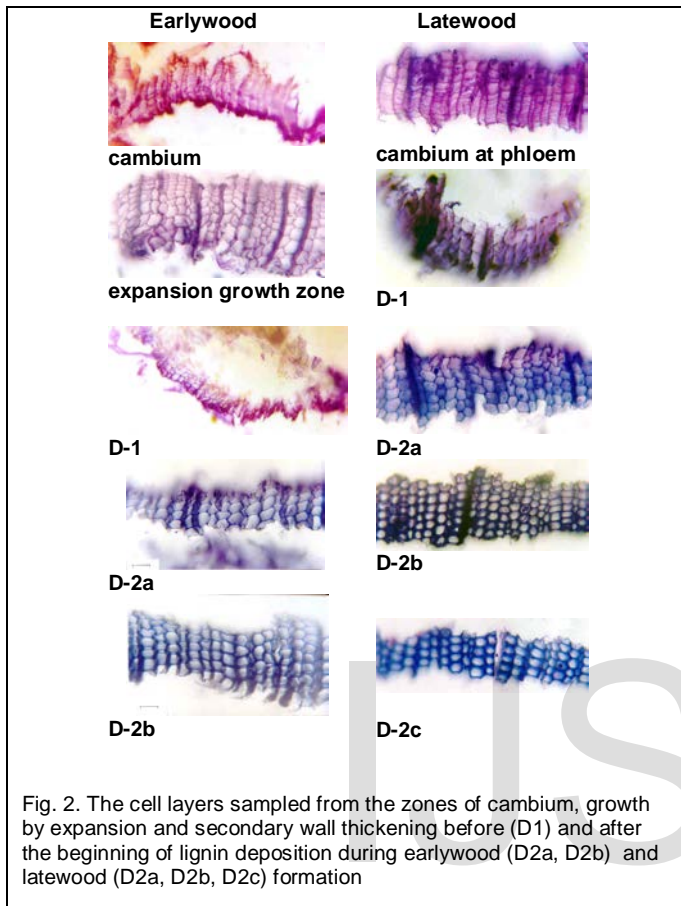 Earlywood Latewood
cambium cambium at phloem
expansion growth zone D-1
D-1 D-2a
D-2a D-2b
D-2b D-2c
IJS
Fig. 2. The cell layers sampled from the zones of cambium, growth
by expansion and secondary wall thickening before (D1) and after
the beginning of lignin deposition during earlywood (D2a, D2b) and
latewood (D2a, D2b, D2c) formation